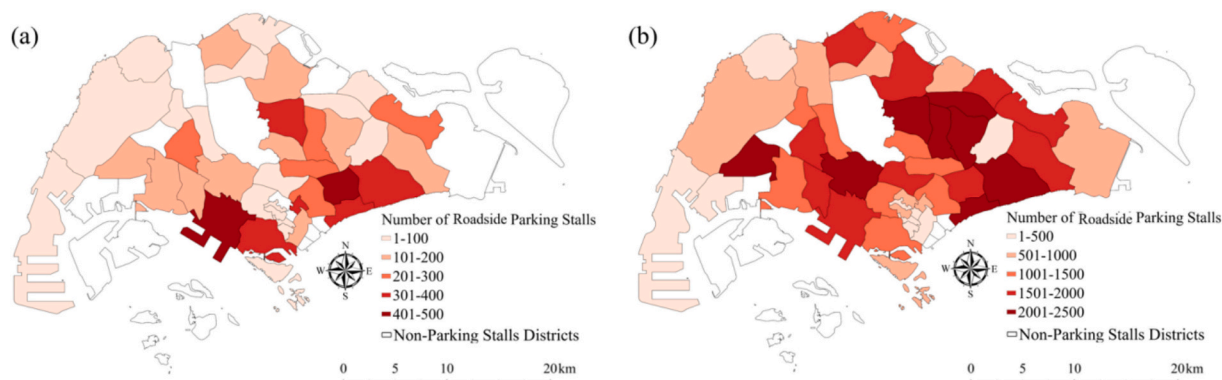 (a)
Number of Roadside Parking Stalls
1-100
101-200
201-300
301-400
401-500
Non-Parking Stalls Districts
N
W E
S
0 5 10 20km
(b)
Number of Roadside Parking Stalls
1-500
501-1000
1001-1500
1501-2000
2001-2500
Non-Parking Stalls Districts
N
W E
S
0 5 10 20km